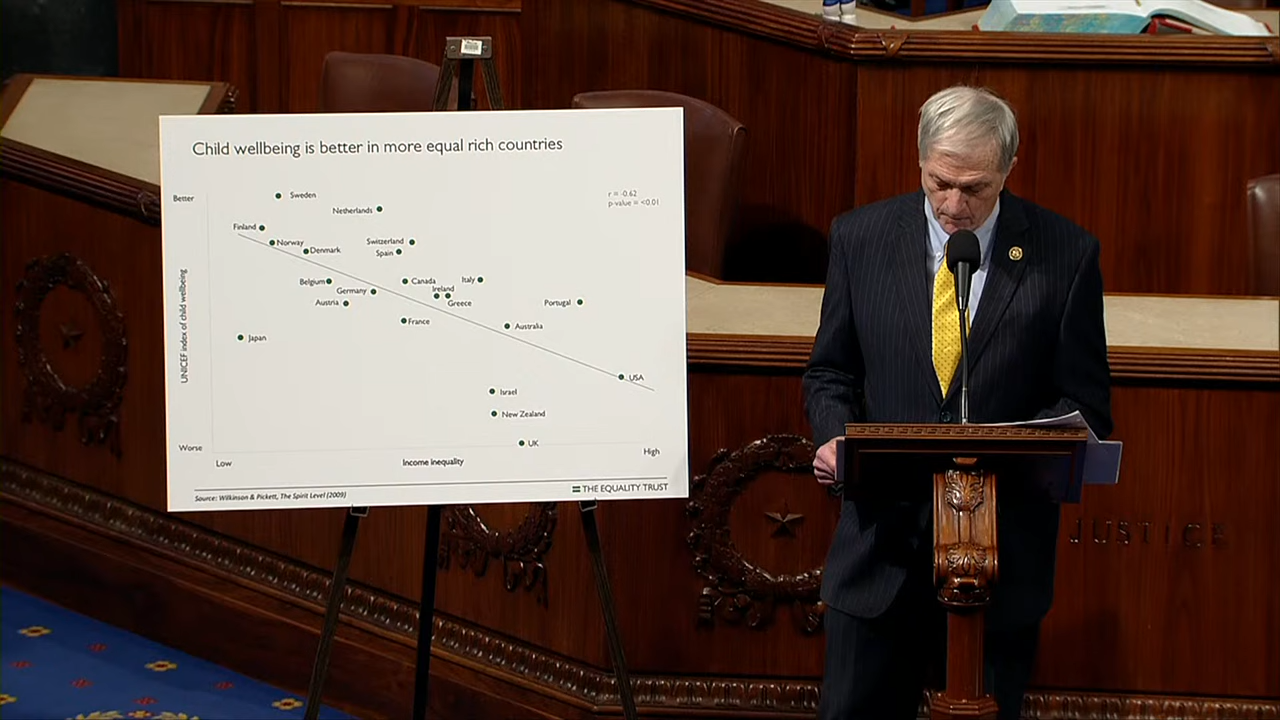 Child wellbeing is better in more equal rich countries
Better
Sweden
r = -0.62
p-value = <0.01
Netherlands
Finland
Norway
Switzerland
Denmark
Spain
Belgium
Canada
Italy
Germany
Ireland
Austria
Greece
Portugal
France
Australia
Japan
UNICEF index of child wellbeing
USA
Israel
New Zealand
UK
Worse
Low
Income inequality
High
Source: Wilkinson & Pickett, The Spirit Level (2009)
THE EQUALITY TRUST
JUSTICE